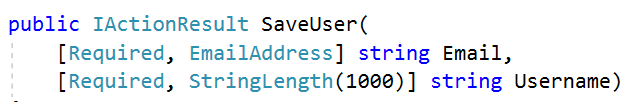 public IActionResult SaveUser(
[Required, EmailAddress] string Email,
[Required, StringLength(1000)] string Username)